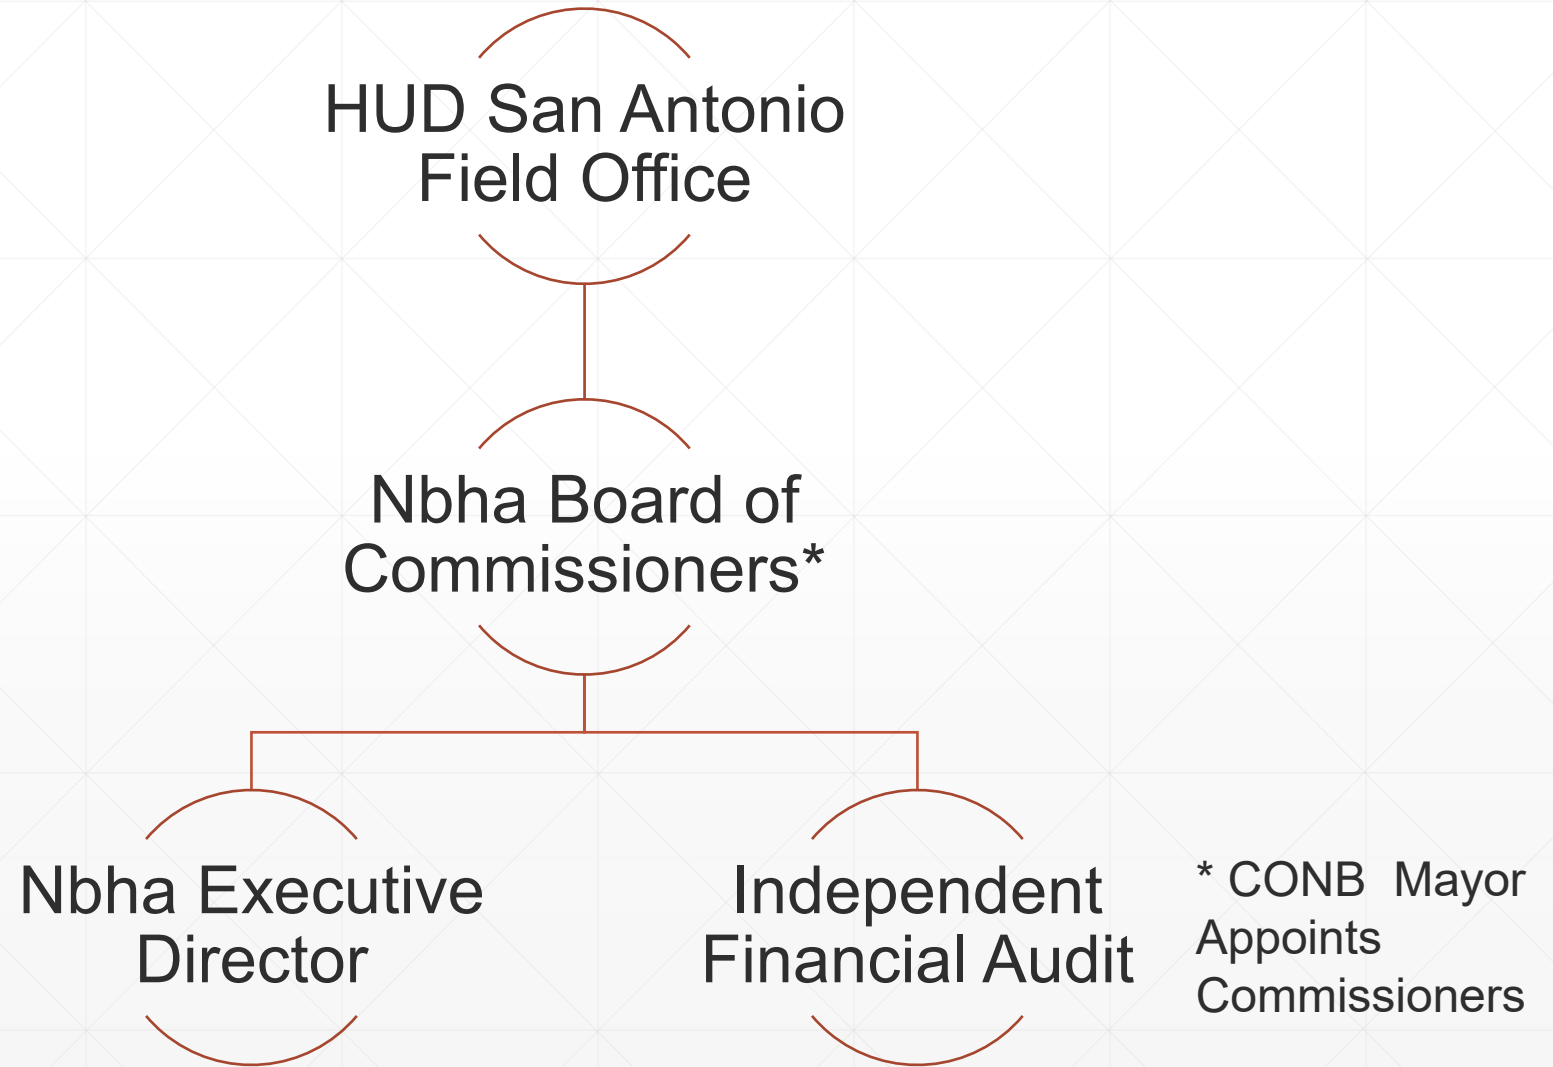 HUD San Antonio
Field Office
Nbha Board of
Commissioners*
Nbha Executive
Director
Independent
Financial Audit
* CONB Mayor
Appoints
Commissioners